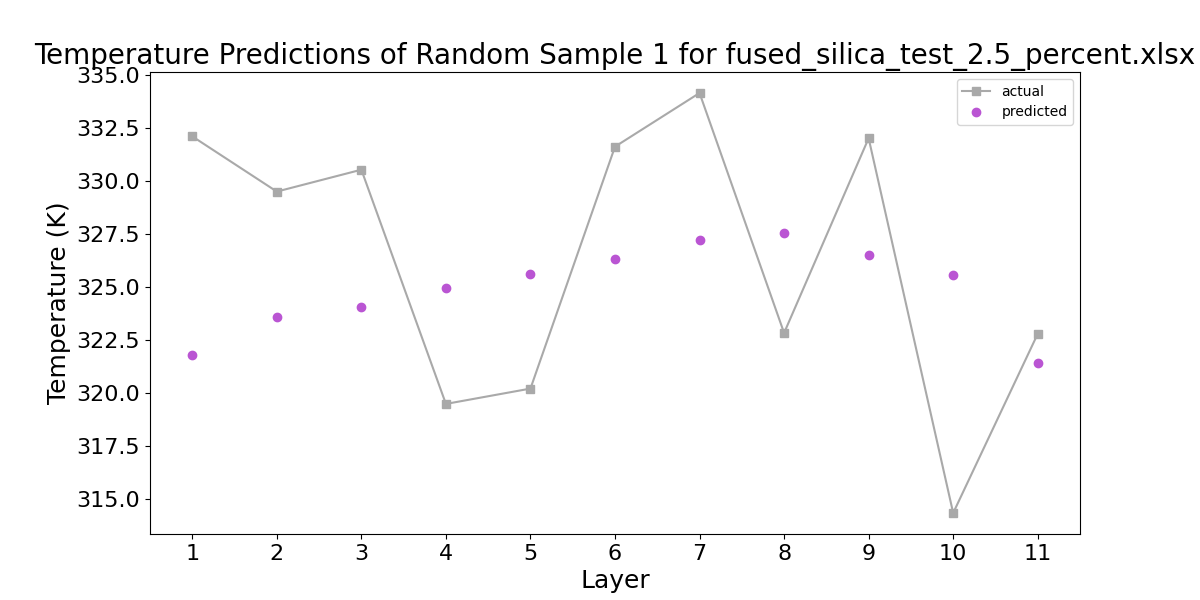 Temperature Predictions of Random Sample 1 for fused_silica_test_2.5_percent.xlsx
335.0
332.5
330.0
327.5
325.0
322.5
320.0
317.5
315.0
Temperature (K)
actual
predicted
1 2 3 4 5 6 7 8 9 10 11
Layer